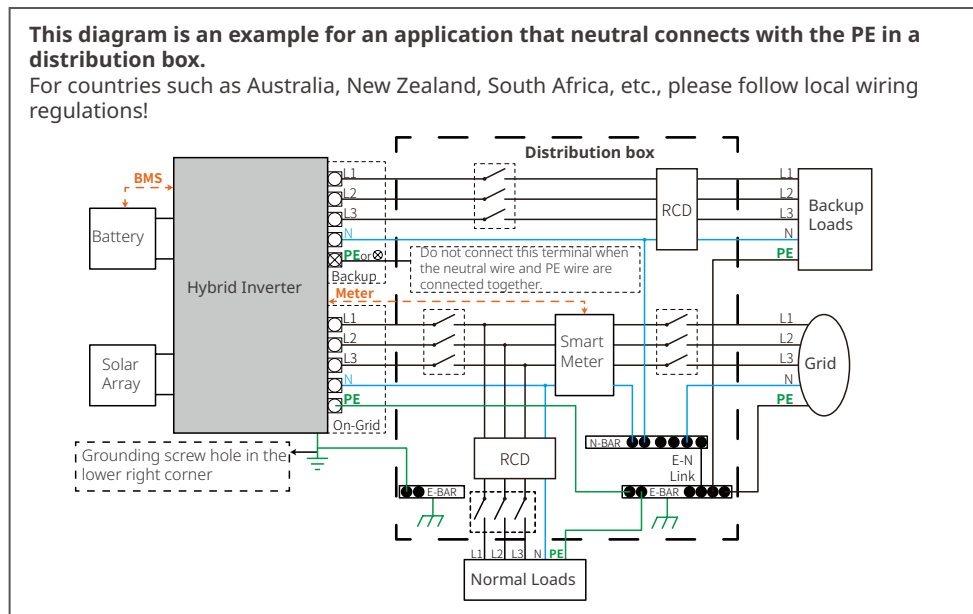 This diagram is an example for an application that neutral connects with the PE in a
distribution box.
For countries such as Australia, New Zealand, South Africa, etc., please follow local wiring
regulations!
Distribution box
BMS
Battery
Hybrid Inverter
Solar
Array
L1
L2
L3
N
PE or
Backup
Do not connect this terminal when
the neutral wire and PE wire are
connected together.
RCD
L1
L2
L3
N
PE
Backup
Loads
Meter
L1
L2
L3
N
PE
On-Grid
Smart
Meter
L1
L2
L3
N
PE
Grid
Grounding screw hole in the
lower right corner
RCD
N-BAR
E-N
Link
E-BAR
E-BAR
L1 L2 L3 N PE
Normal Loads